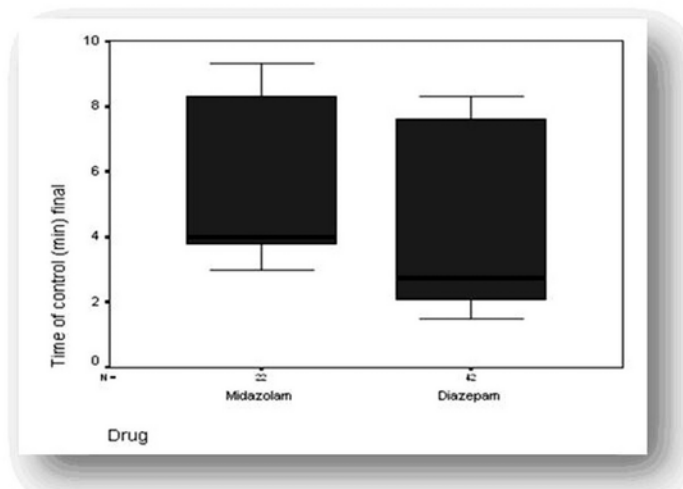 10
8
6
4
2
0
Time of control (min) final
N = 22 42
Midazolam Diazepam
Drug